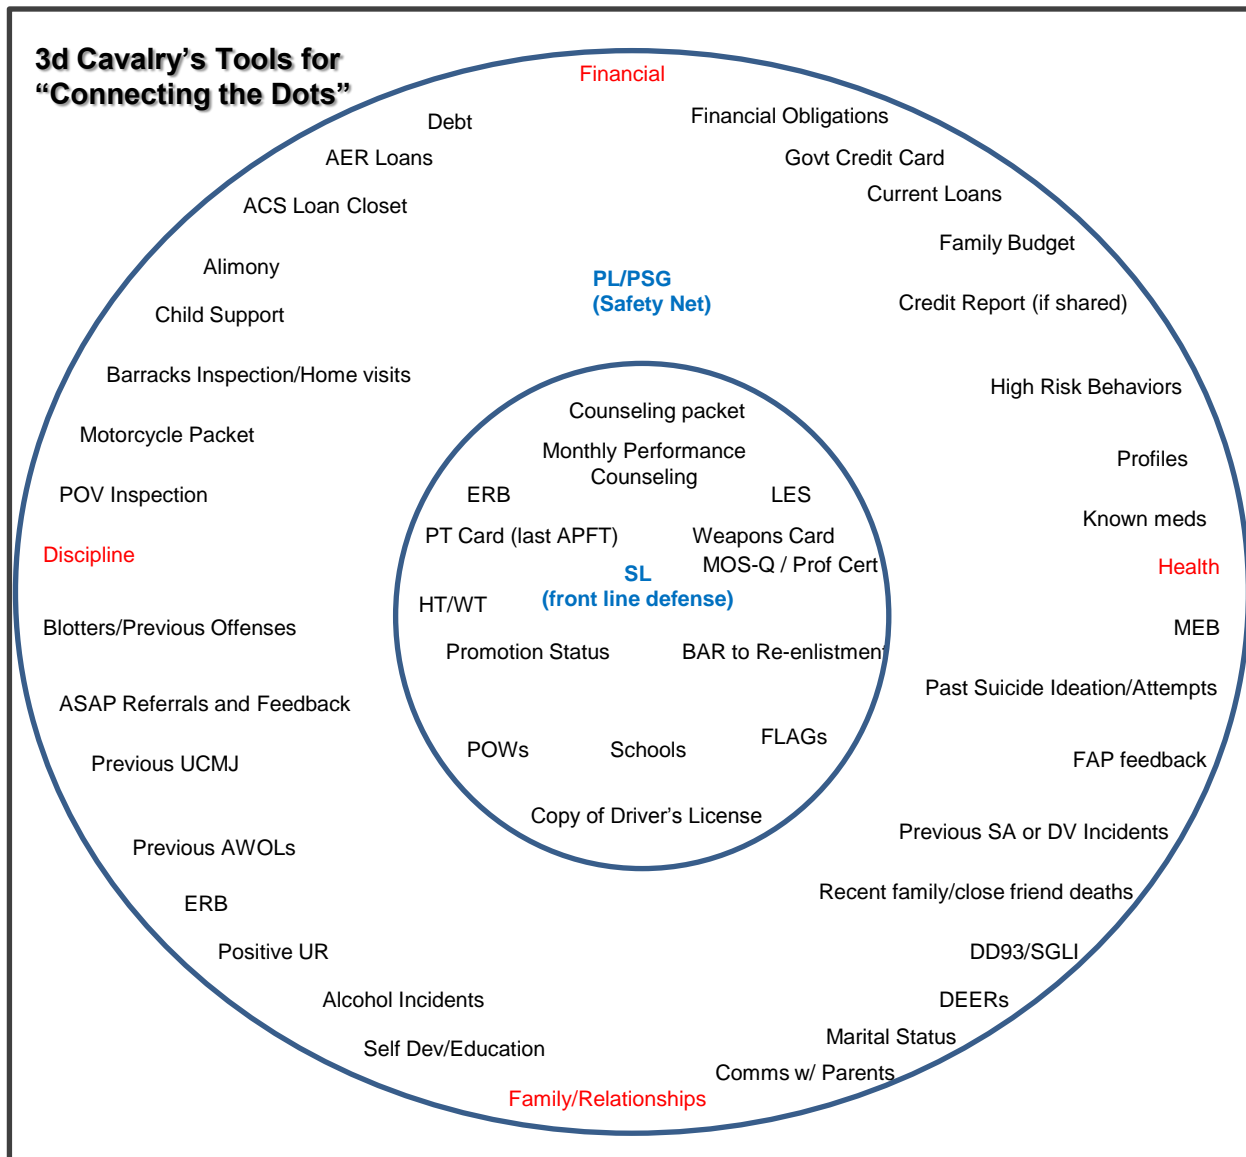 3d Cavalry’s Tools for
“Connecting the Dots”
Financial
Debt
Financial Obligations
AER Loans
Govt Credit Card
Current Loans
ACS Loan Closet
Family Budget
Alimony
PL/PSG
(Safety Net)
Credit Report (if shared)
Child Support
Barracks Inspection/Home visits
High Risk Behaviors
Counseling packet
Motorcycle Packet
Monthly Performance
Counseling
Profiles
POV Inspection
ERB
LES
Known meds
PT Card (last APFT)
Weapons Card
Discipline
MOS-Q / Prof Cert
Health
SL
(front line defense)
HT/WT
Blotters/Previous Offenses
MEB
Promotion Status
BAR to Re-enlistment
Past Suicide Ideation/Attempts
ASAP Referrals and Feedback
POWs
Schools
FLAGs
Previous UCMJ
FAP feedback
Copy of Driver’s License
Previous SA or DV Incidents
Previous AWOLs
Recent family/close friend deaths
ERB
Positive UR
DD93/SGLI
Alcohol Incidents
DEERs
Marital Status
Self Dev/Education
Comms w/ Parents
Family/Relationships